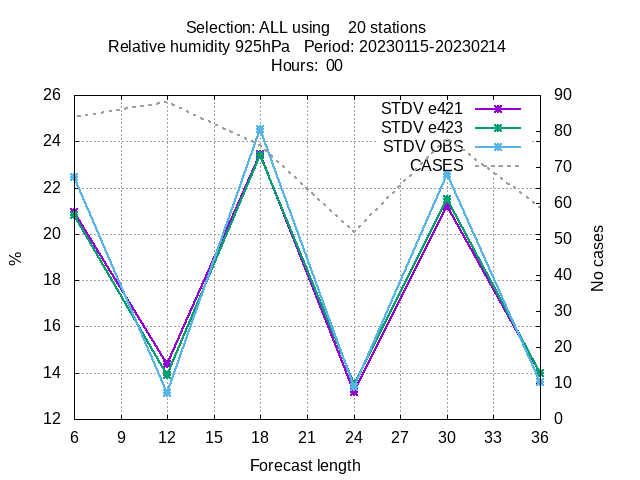 Selection: ALL using    20 stations
Relative humidity 925hPa   Period: 20230115-20230214
Hours:  00
STDV e421
STDV e423
STDV OBS
CASES
26
24
22
20
18
16
14
12
%
90
80
70
60
50
40
30
20
10
0
No cases
6 9 12 15 18 21 24 27 30 33 36
Forecast length